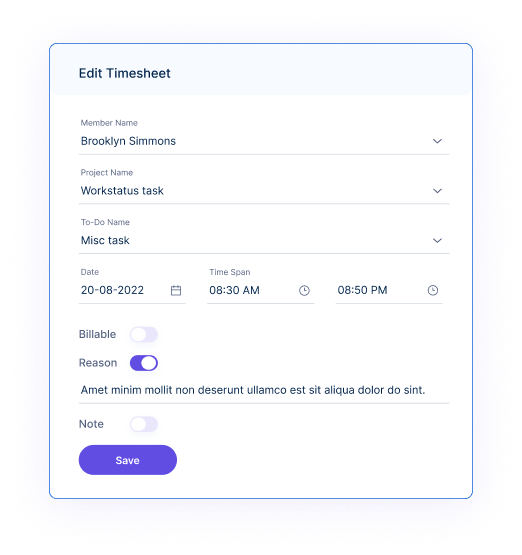 Edit Timesheet
Member Name
Brooklyn Simmons
Project Name
Workstatus task
To-Do Name
Misc task
Date Time Span
20-08-2022 08:30 AM 08:50 PM
Billable
Reason
Amet minim mollit non deserunt ullamco est sit aliqua dolor do sint.
Note
Save